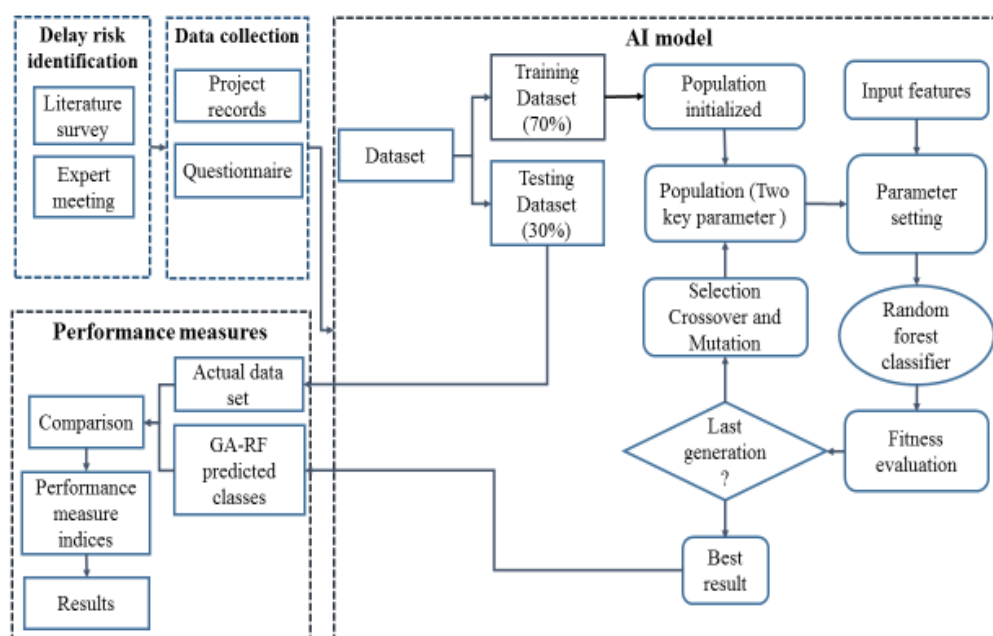 Delay risk
identification
Literature
survey
Expert
meeting
Data collection
Project
records
Questionnaire
AI model
Dataset
Training
Dataset
(70%)
Testing
Dataset
(30%)
Population
initialized
Population (Two
key parameter )
Selection
Crossover and
Mutation
Last
generation
?
Best
result
Input features
Parameter
setting
Random
forest
classifier
Fitness
evaluation
Performance measures
Actual data
set
GA-RF
predicted
classes
Comparison
Performance
measure
indices
Results